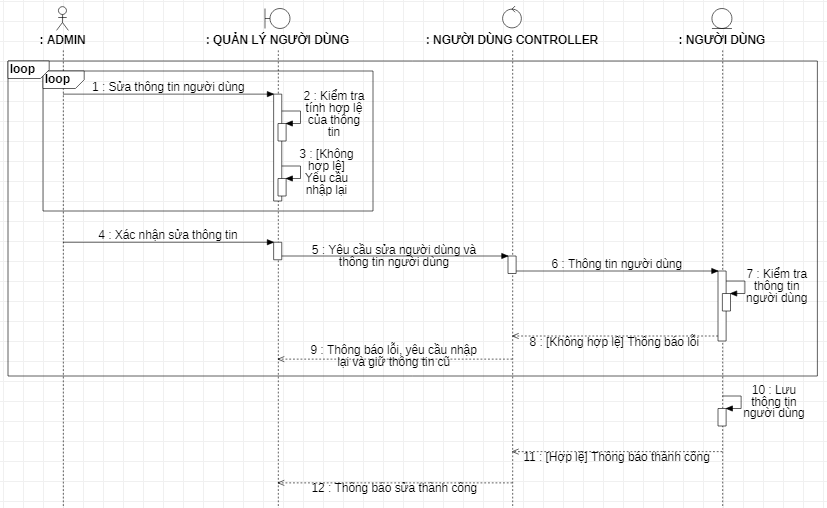 : ADMIN
: QUẢN LÝ NGƯỜI DÙNG
: NGƯỜI DÙNG CONTROLLER
: NGƯỜI DÙNG
loop
loop
1 : Sửa thông tin người dùng
2 : Kiểm tra
tính hợp lệ
của thông
tin
3 : [Không
hợp lệ]
Yêu cầu
nhập lại
4 : Xác nhận sửa thông tin
5 : Yêu cầu sửa người dùng và
thông tin người dùng
6 : Thông tin người dùng
7 : Kiểm tra
thông tin
người dùng
8 : [Không hợp lệ] Thông báo lỗi
9 : Thông báo lỗi, yêu cầu nhập
lại và giữ thông tin cũ
10 : Lưu
thông tin
người dùng
11 : [Hợp lệ] Thông báo thành công
12 : Thông báo sửa thành công